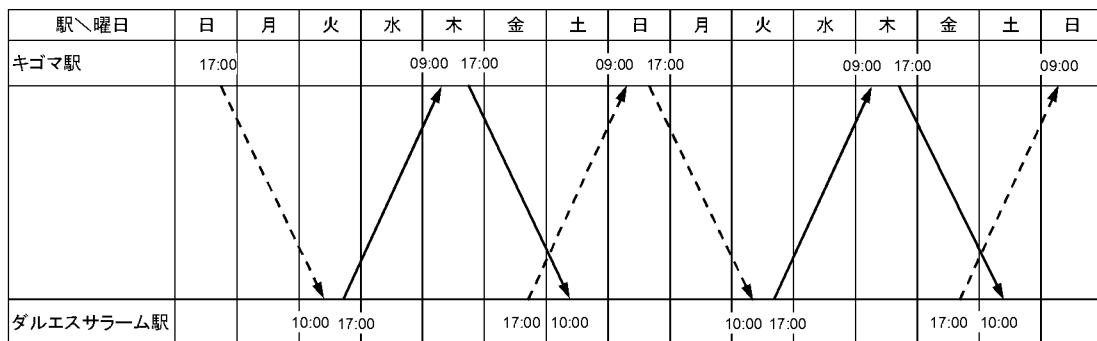 駅＼曜日 日 月 火 水 木 金 土 日 月 火 水 木 金 土 日
キゴマ駅 17:00 09:00 17:00 09:00 17:00 09:00 17:00 09:00
ダルエスサラーム駅 10:00 17:00 17:00 10:00 10:00 17:00 17:00 10:00